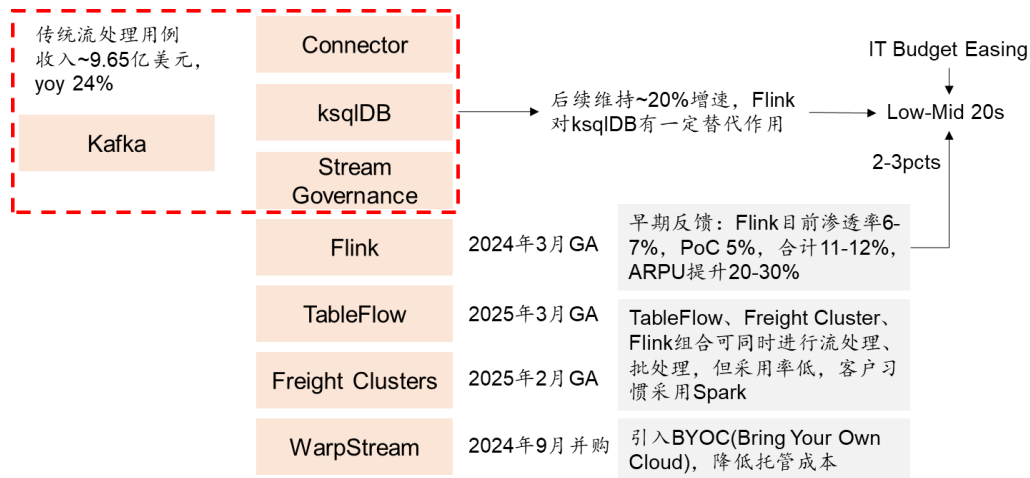 传统流处理用例
收入~9.65亿美元，
yoy 24%
Kafka
Connector
ksqlDB
Stream
Governance
后续维持~20%增速，Flink
对ksqlDB有一定替代作用
IT Budget Easing
Low-Mid 20s
2-3pcts
Flink
2024年3月GA
早期反馈：Flink目前渗透率6-
7%，PoC 5%，合计11-12%，
ARPU提升20-30%
TableFlow
2025年3月GA
TableFlow、Freight Cluster、
Flink组合可同时进行流处理、
批处理，但采用率低，客户习
惯采用Spark
Freight Clusters
2025年2月GA
WarpStream
2024年9月并购
引入BYOC(Bring Your Own
Cloud)，降低托管成本